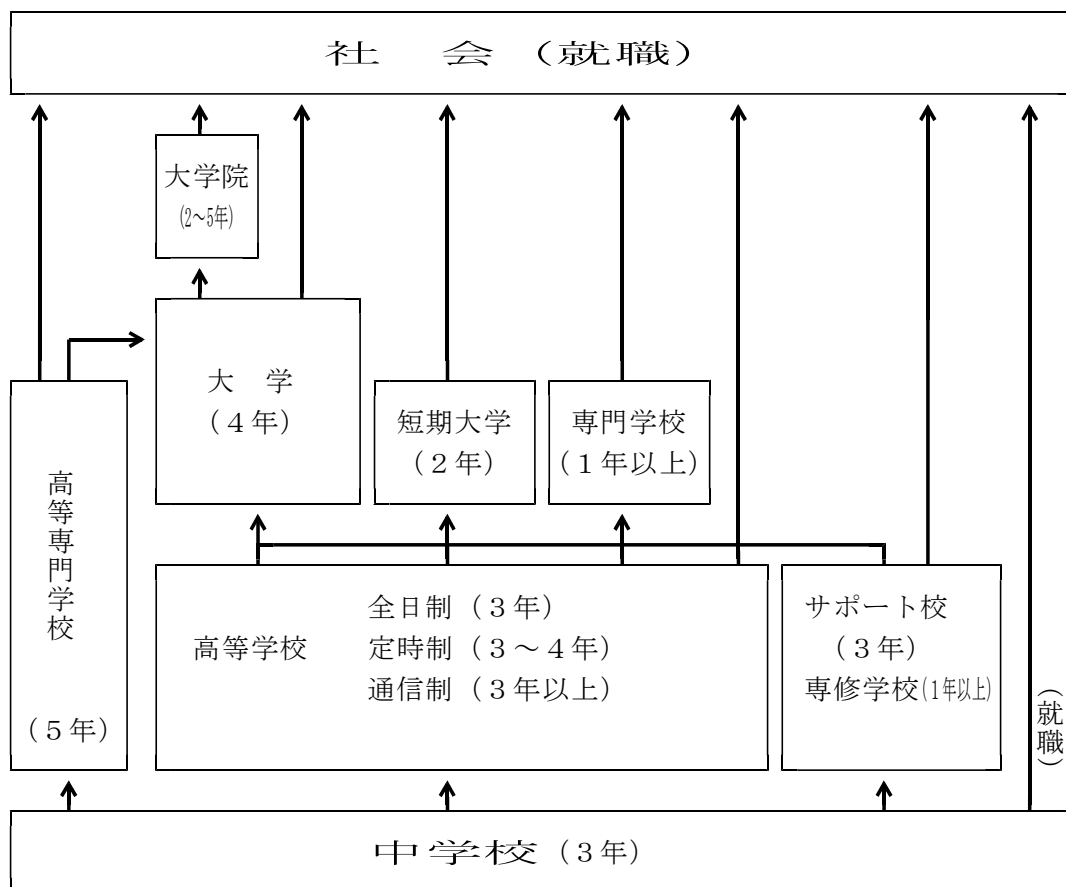 社　会（就職）
大学院
(2～5年)
大　学
（４年）
短期大学
（２年）
専門学校
（１年以上）
高等専門学校
（５年）
高等学校
全日制（３年）
定時制（３～４年）
通信制（３年以上）
サポート校
（３年）
専修学校(1年以上)
（就職）
中学校（３年）